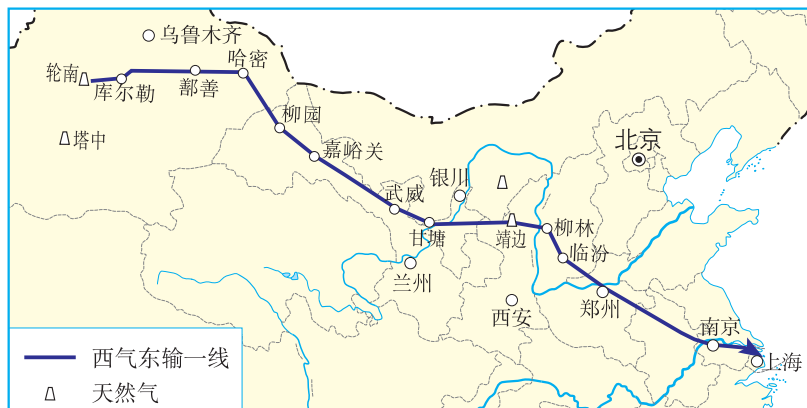 乌鲁木齐
哈密
轮南
库尔勒
鄯善
柳园
塔中
嘉峪关
北京
银川
武威
甘塘
靖边
柳林
临汾
兰州
西安
郑州
南京
上海
西气东输一线
天然气